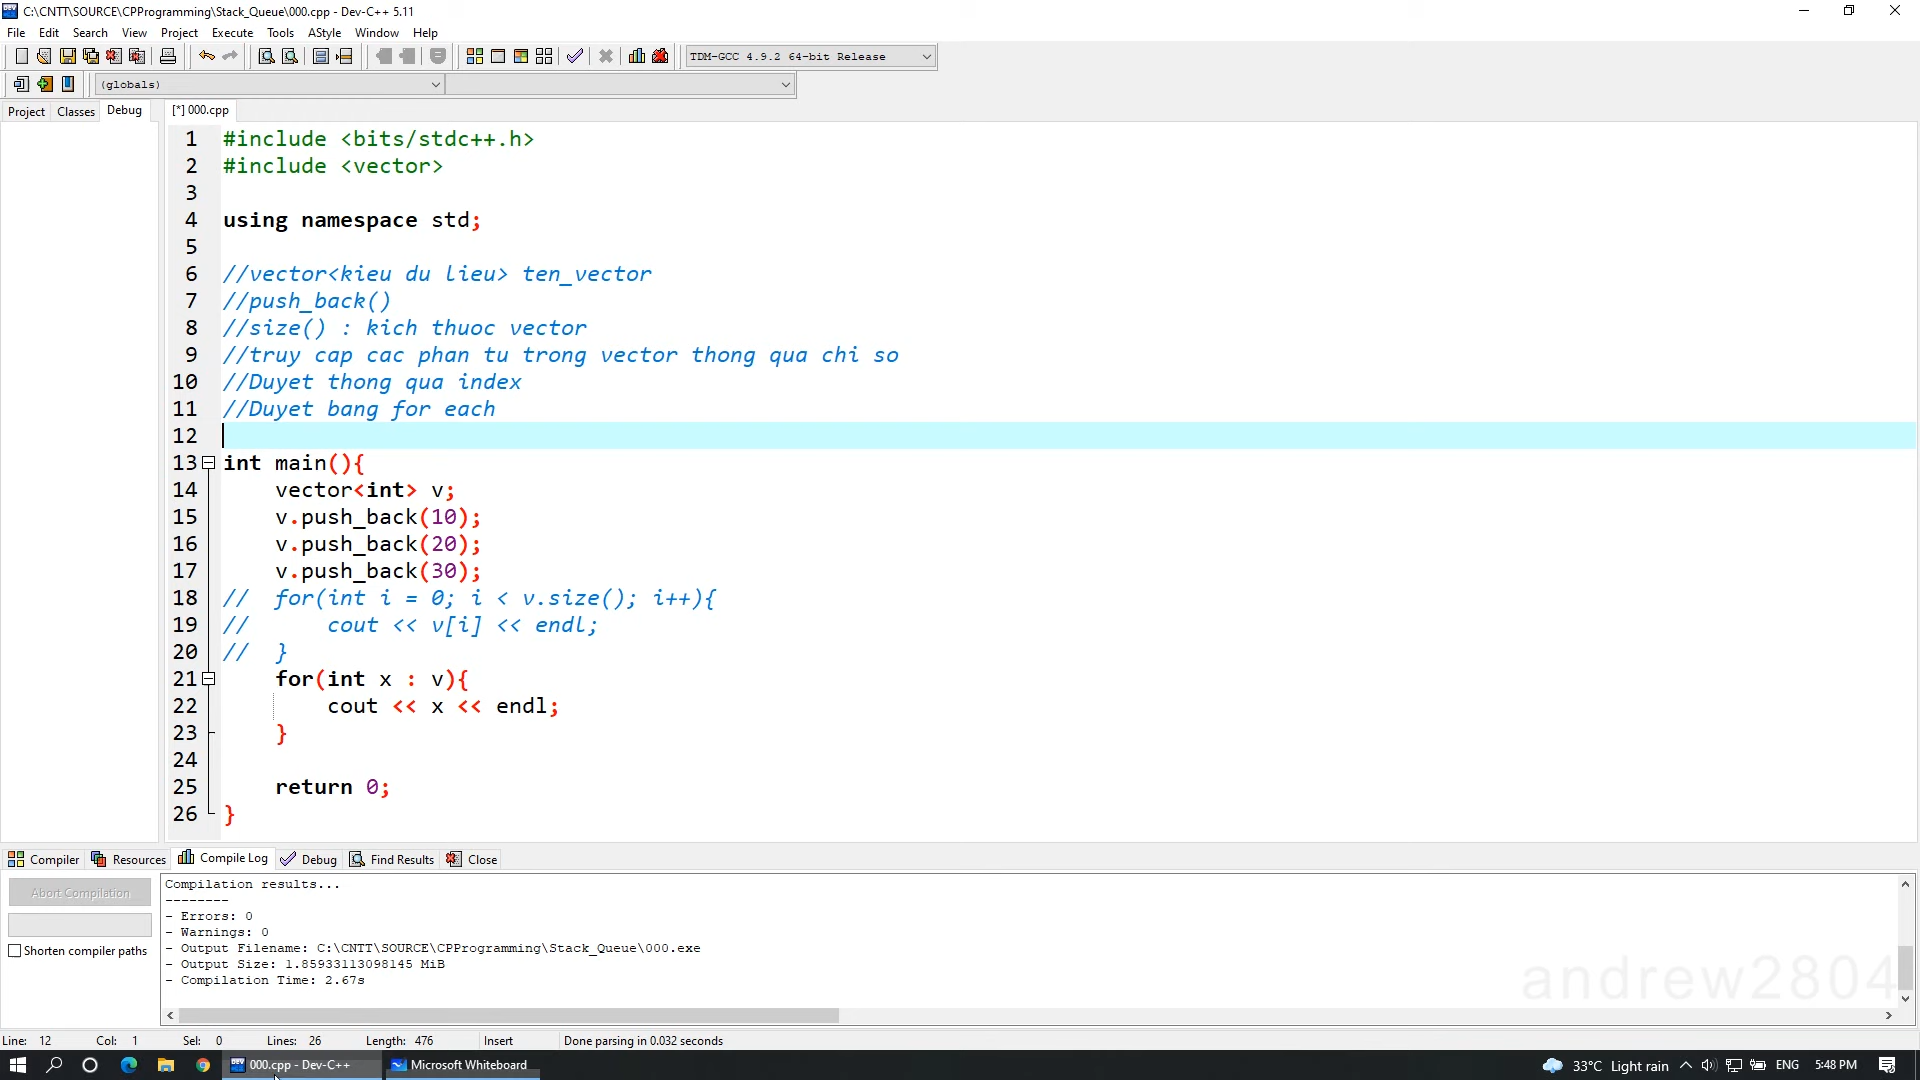 C:\CNTT\SOURCE\CPProgramming\Stack_Queue\000.cpp - Dev-C++ 5.11
File Edit Search View Project Execute Tools AStyle Window Help
TDM-GCC 4.9.2 64-bit Release
(globals)
Project Classes Debug [*] 000.cpp
1 #include <bits/stdc++.h>
2 #include <vector>
3
4 using namespace std;
5
6 //vector<kieu du lieu> ten_vector
7 //push_back()
8 //size() : kich thuoc vector
9 //truy cap cac phan tu trong vector thong qua chi so
10 //Duyet thong qua index
11 //Duyet bang for each
12
13 int main(){
14 vector<int> v;
15 v.push_back(10);
16 v.push_back(20);
17 v.push_back(30);
18 // for(int i = 0; i < v.size(); i++){
19 // cout << v[i] << endl;
20 // }
21 for(int x : v){
22 cout << x << endl;
23 }
24
25 return 0;
26 }
Compiler Resources Compile Log Debug Find Results Close
Abort Compilation
Shorten compiler paths
Compilation results...
--------
- Errors: 0
- Warnings: 0
- Output Filename: C:\CNTT\SOURCE\CPProgramming\Stack_Queue\000.exe
- Output Size: 1.85933113098145 MiB
- Compilation Time: 2.67s
andrew2804
Line: 12 Col: 1 Sel: 0 Lines: 26 Length: 476 Insert Done parsing in 0.032 seconds
000.cpp - Dev-C++ Microsoft Whiteboard 33°C Light rain ENG 5:48 PM